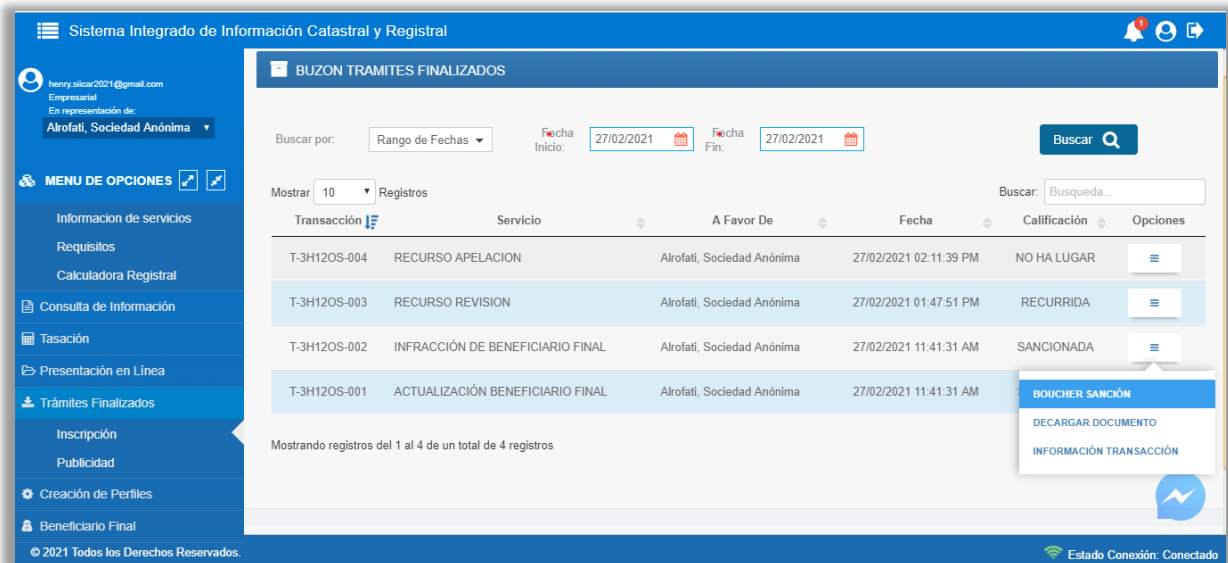 Sistema Integrado de Información Catastral y Registral
1
henry.siicar2021@gmail.com
Empresarial
En representación de:
Alrofati, Sociedad Anónima
MENU DE OPCIONES
Informacion de servicios
Requisitos
Calculadora Registral
Consulta de Información
Tasación
Presentación en Línea
Trámites Finalizados
Inscripción
Publicidad
Creación de Perfiles
Beneficiario Final
© 2021 Todos los Derechos Reservados.
BUZON TRAMITES FINALIZADOS
Buscar por: Rango de Fechas Fecha Inicio: 27/02/2021 Fecha Fin: 27/02/2021 Buscar
Mostrar 10 Registros Buscar: Busqueda...
Transacción Servicio A Favor De Fecha Calificación Opciones
T-3H12OS-004 RECURSO APELACION Alrofati, Sociedad Anónima 27/02/2021 02:11:39 PM NO HA LUGAR
T-3H12OS-003 RECURSO REVISION Alrofati, Sociedad Anónima 27/02/2021 01:47:51 PM RECURRIDA
T-3H12OS-002 INFRACCIÓN DE BENEFICIARIO FINAL Alrofati, Sociedad Anónima 27/02/2021 11:41:31 AM SANCIONADA
T-3H12OS-001 ACTUALIZACIÓN BENEFICIARIO FINAL Alrofati, Sociedad Anónima 27/02/2021 11:41:31 AM
BOUCHER SANCIÓN
DECARGAR DOCUMENTO
INFORMACIÓN TRANSACCIÓN
Mostrando registros del 1 al 4 de un total de 4 registros
Estado Conexión: Conectado